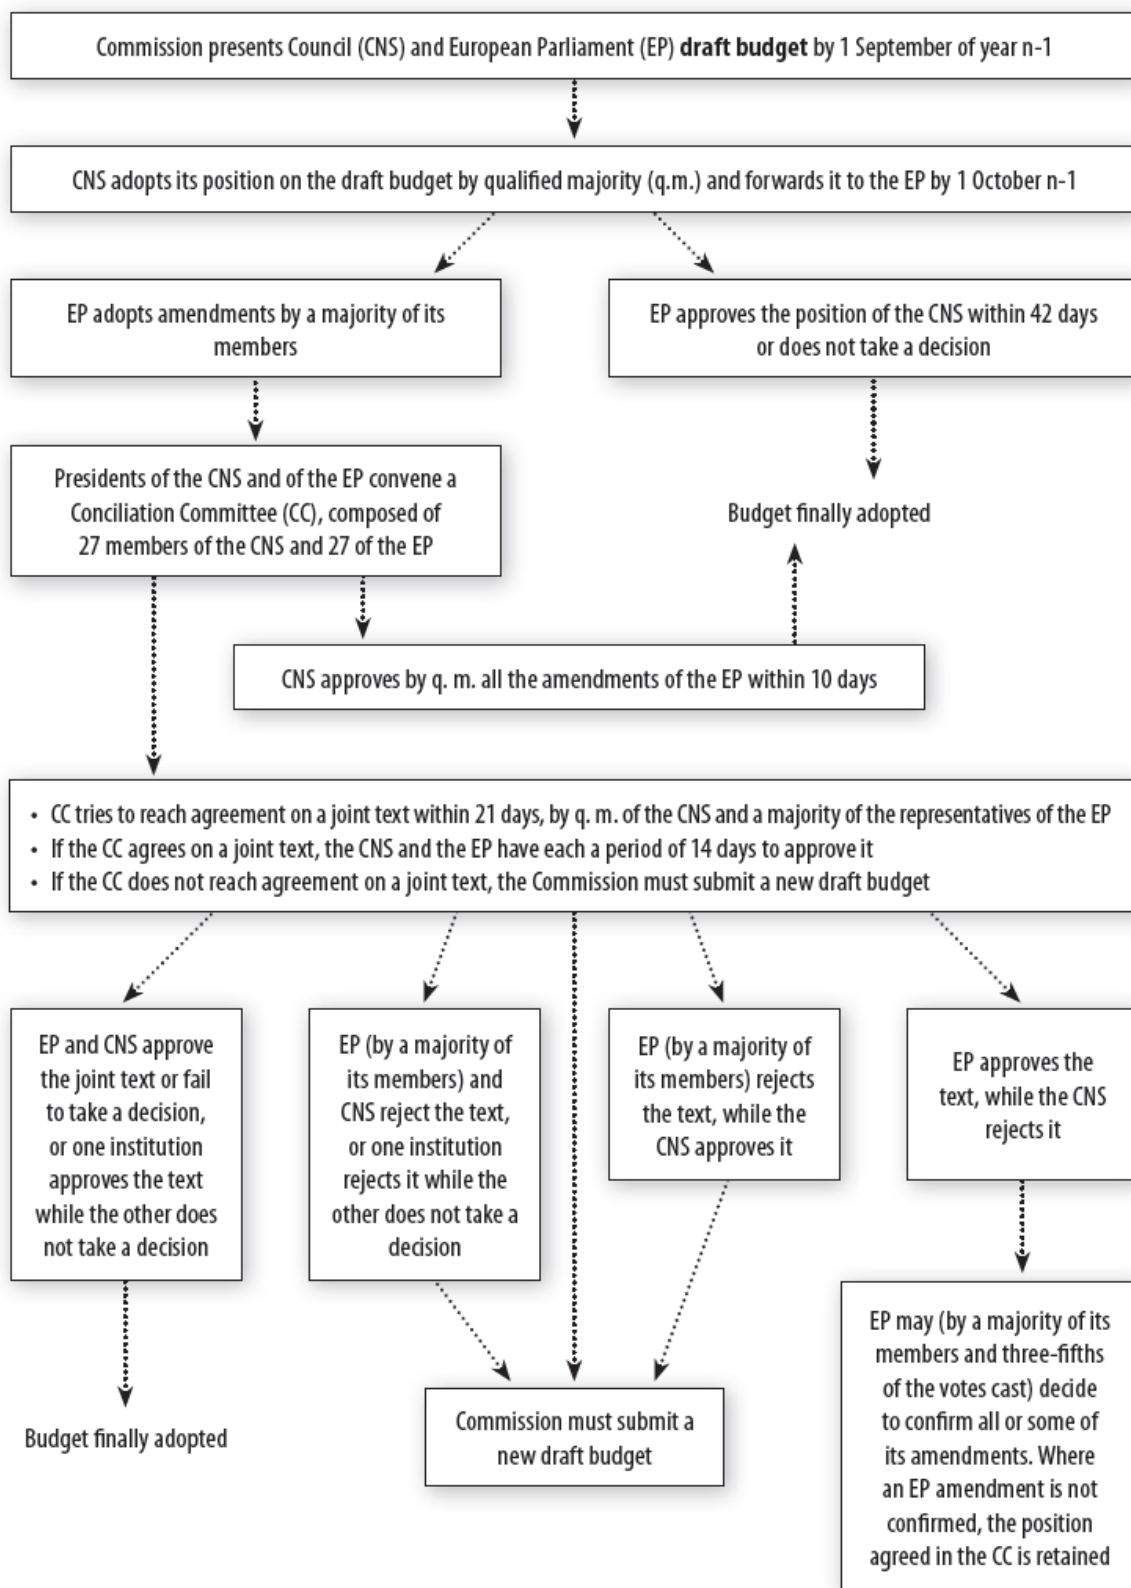 Commission presents Council (CNS) and European Parliament (EP) draft budget by 1 September of year n-1
CNS adopts its position on the draft budget by qualified majority (q.m.) and forwards it to the EP by 1 October n-1
EP adopts amendments by a majority of its
members
EP approves the position of the CNS within 42 days
or does not take a decision
Presidents of the CNS and of the EP convene a
Conciliation Committee (CC), composed of
27 members of the CNS and 27 of the EP
Budget finally adopted
CNS approves by q. m. all the amendments of the EP within 10 days
• CC tries to reach agreement on a joint text within 21 days, by q. m. of the CNS and a majority of the representatives of the EP
• If the CC agrees on a joint text, the CNS and the EP have each a period of 14 days to approve it
• If the CC does not reach agreement on a joint text, the Commission must submit a new draft budget
EP and CNS approve
the joint text or fail
to take a decision,
or one institution
approves the text
while the other does
not take a decision
EP (by a majority of
its members) and
CNS reject the text,
or one institution
rejects it while the
other does not take a
decision
EP (by a majority of
its members) rejects
the text, while the
CNS approves it
EP approves the
text, while the CNS
rejects it
Budget finally adopted
Commission must submit a
new draft budget
EP may (by a majority of its
members and three-fifths
of the votes cast) decide
to confirm all or some of
its amendments. Where
an EP amendment is not
confirmed, the position
agreed in the CC is retained